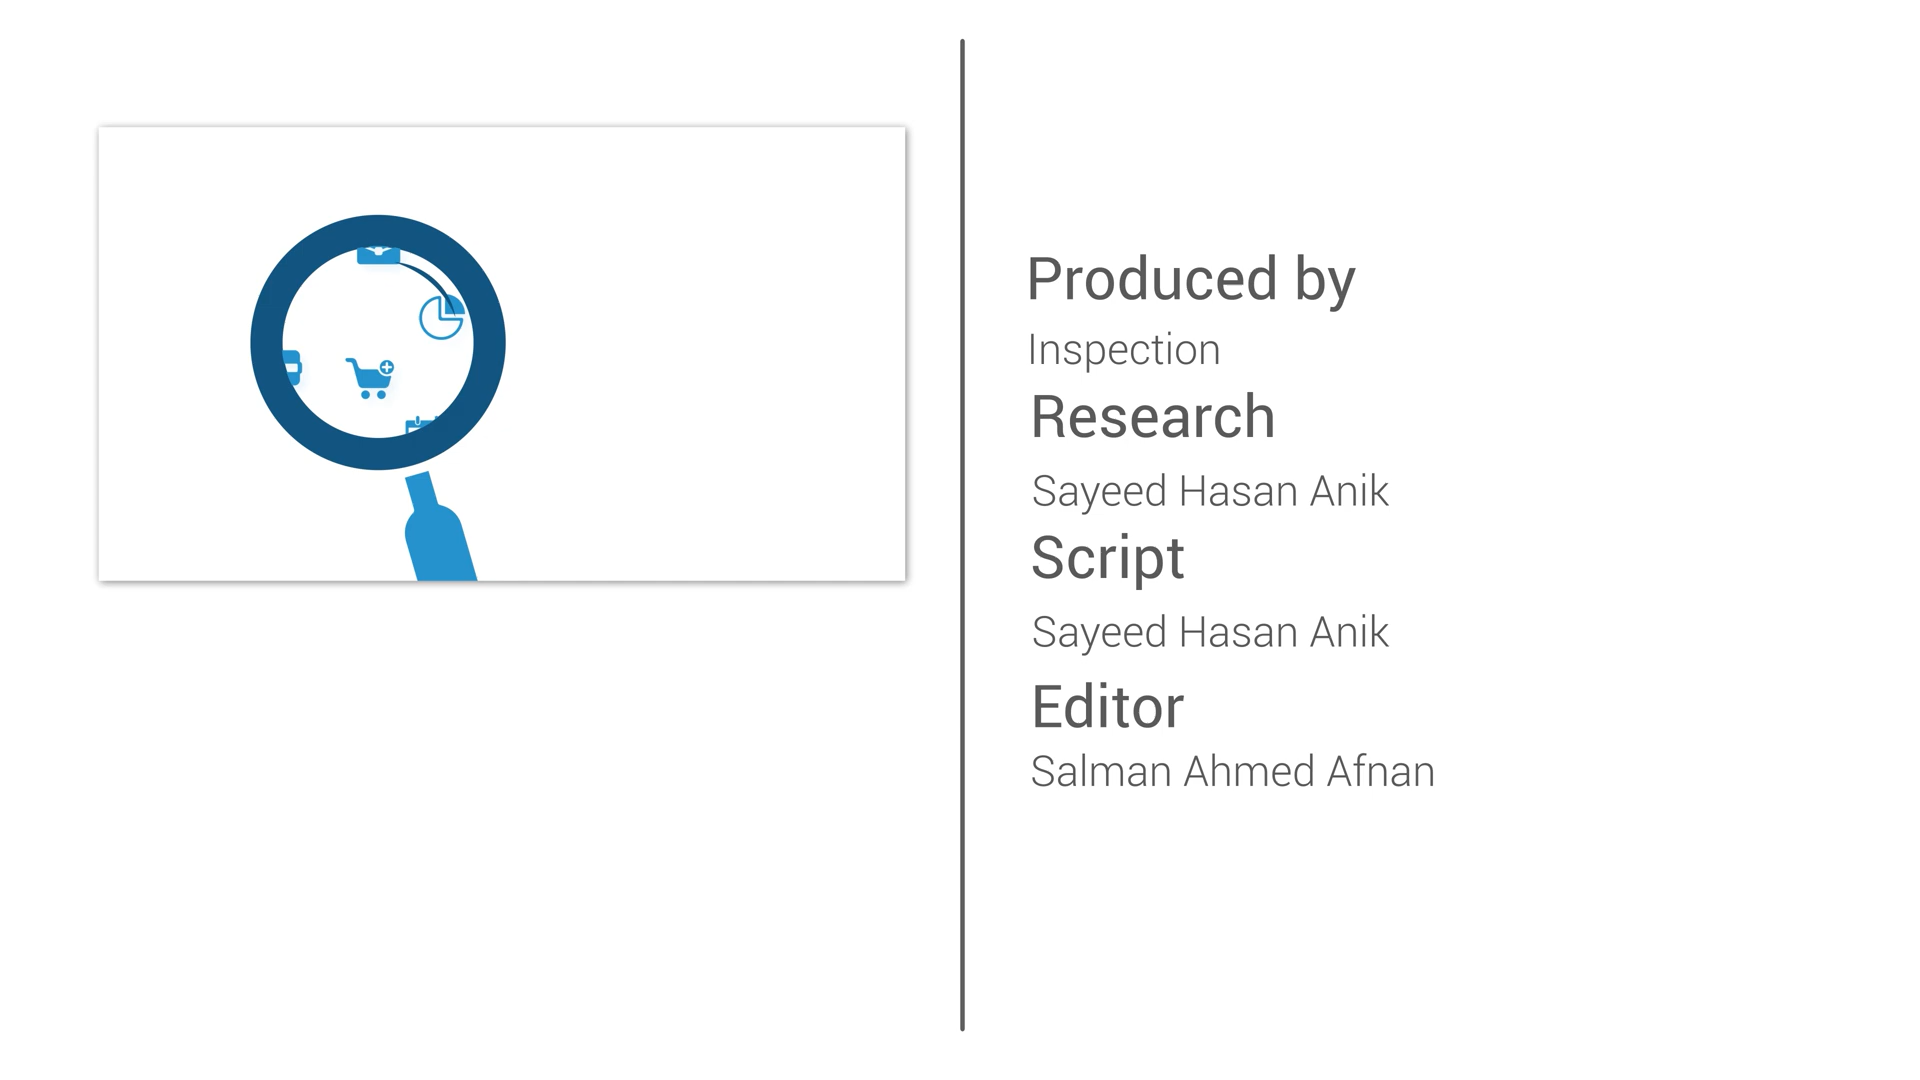 Produced by
Inspection
Research
Sayeed Hasan Anik
Script
Sayeed Hasan Anik
Editor
Salman Ahmed Afnan